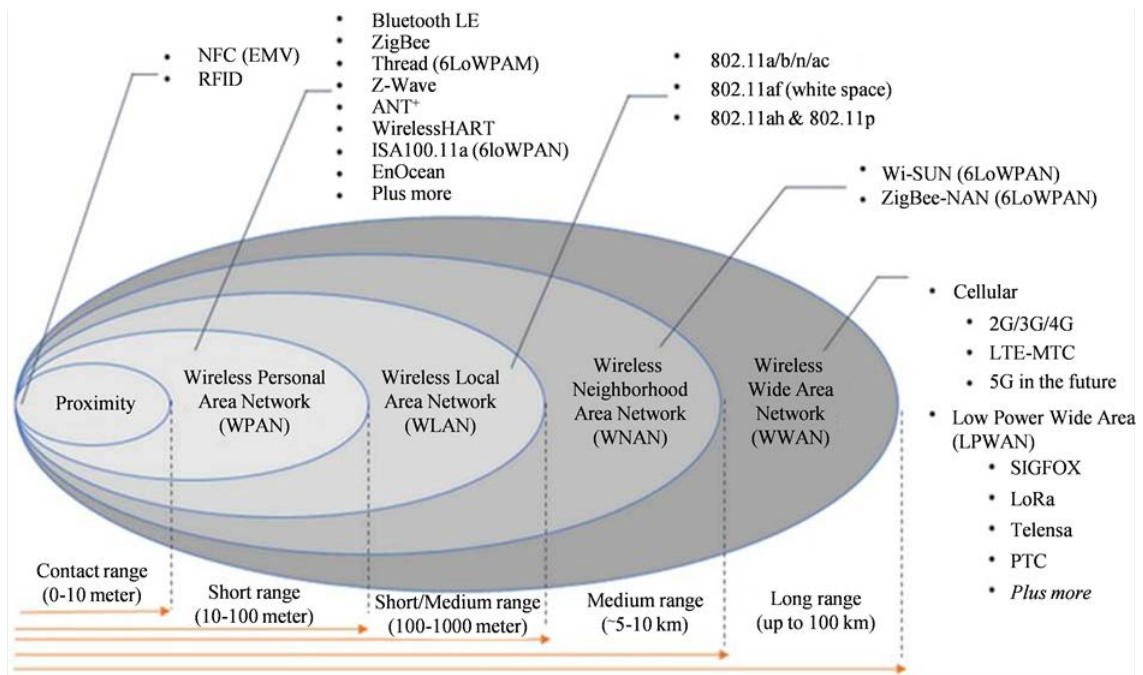 • NFC (EMV)
• RFID
• Bluetooth LE
• ZigBee
• Thread (6LoWPAM)
• Z-Wave
• ANT⁺
• WirelessHART
• ISA100.11a (6loWPAN)
• EnOcean
• Plus more
• 802.11a/b/n/ac
• 802.11af (white space)
• 802.11ah & 802.11p
• Wi-SUN (6LoWPAN)
• ZigBee-NAN (6LoWPAN)
• Cellular
• 2G/3G/4G
• LTE-MTC
• 5G in the future
• Low Power Wide Area
(LPWAN)
• SIGFOX
• LoRa
• Telensa
• PTC
• Plus more
Proximity
Wireless Personal
Area Network
(WPAN)
Wireless Local
Area Network
(WLAN)
Wireless
Neighborhood
Area Network
(WNAN)
Wireless
Wide Area
Network
(WWAN)
Contact range
(0-10 meter)
Short range
(10-100 meter)
Short/Medium range
(100-1000 meter)
Medium range
(~5-10 km)
Long range
(up to 100 km)